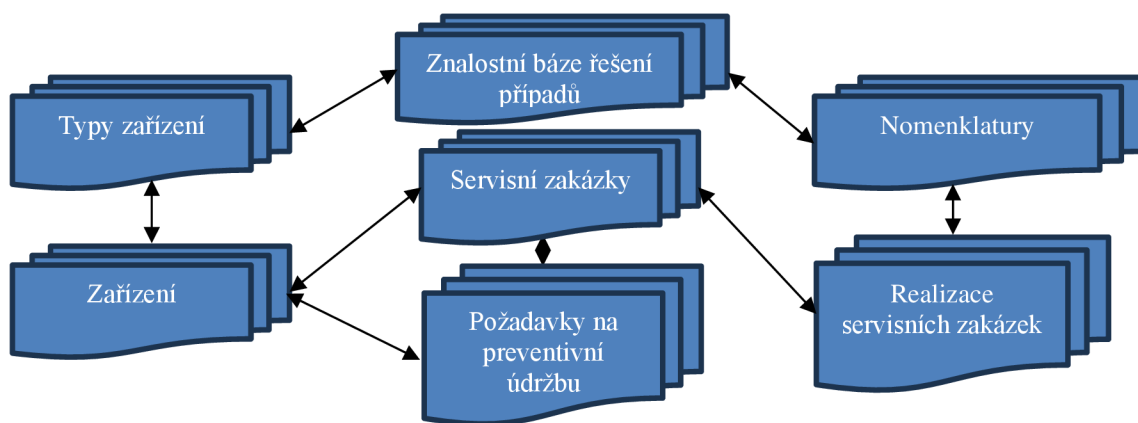 Znalostní báze řešení
případů
Typy zařízení
Nomenklatury
Servisní zakázky
Zařízení
Požadavky na
preventivní
údržbu
Realizace
servisních zakázek